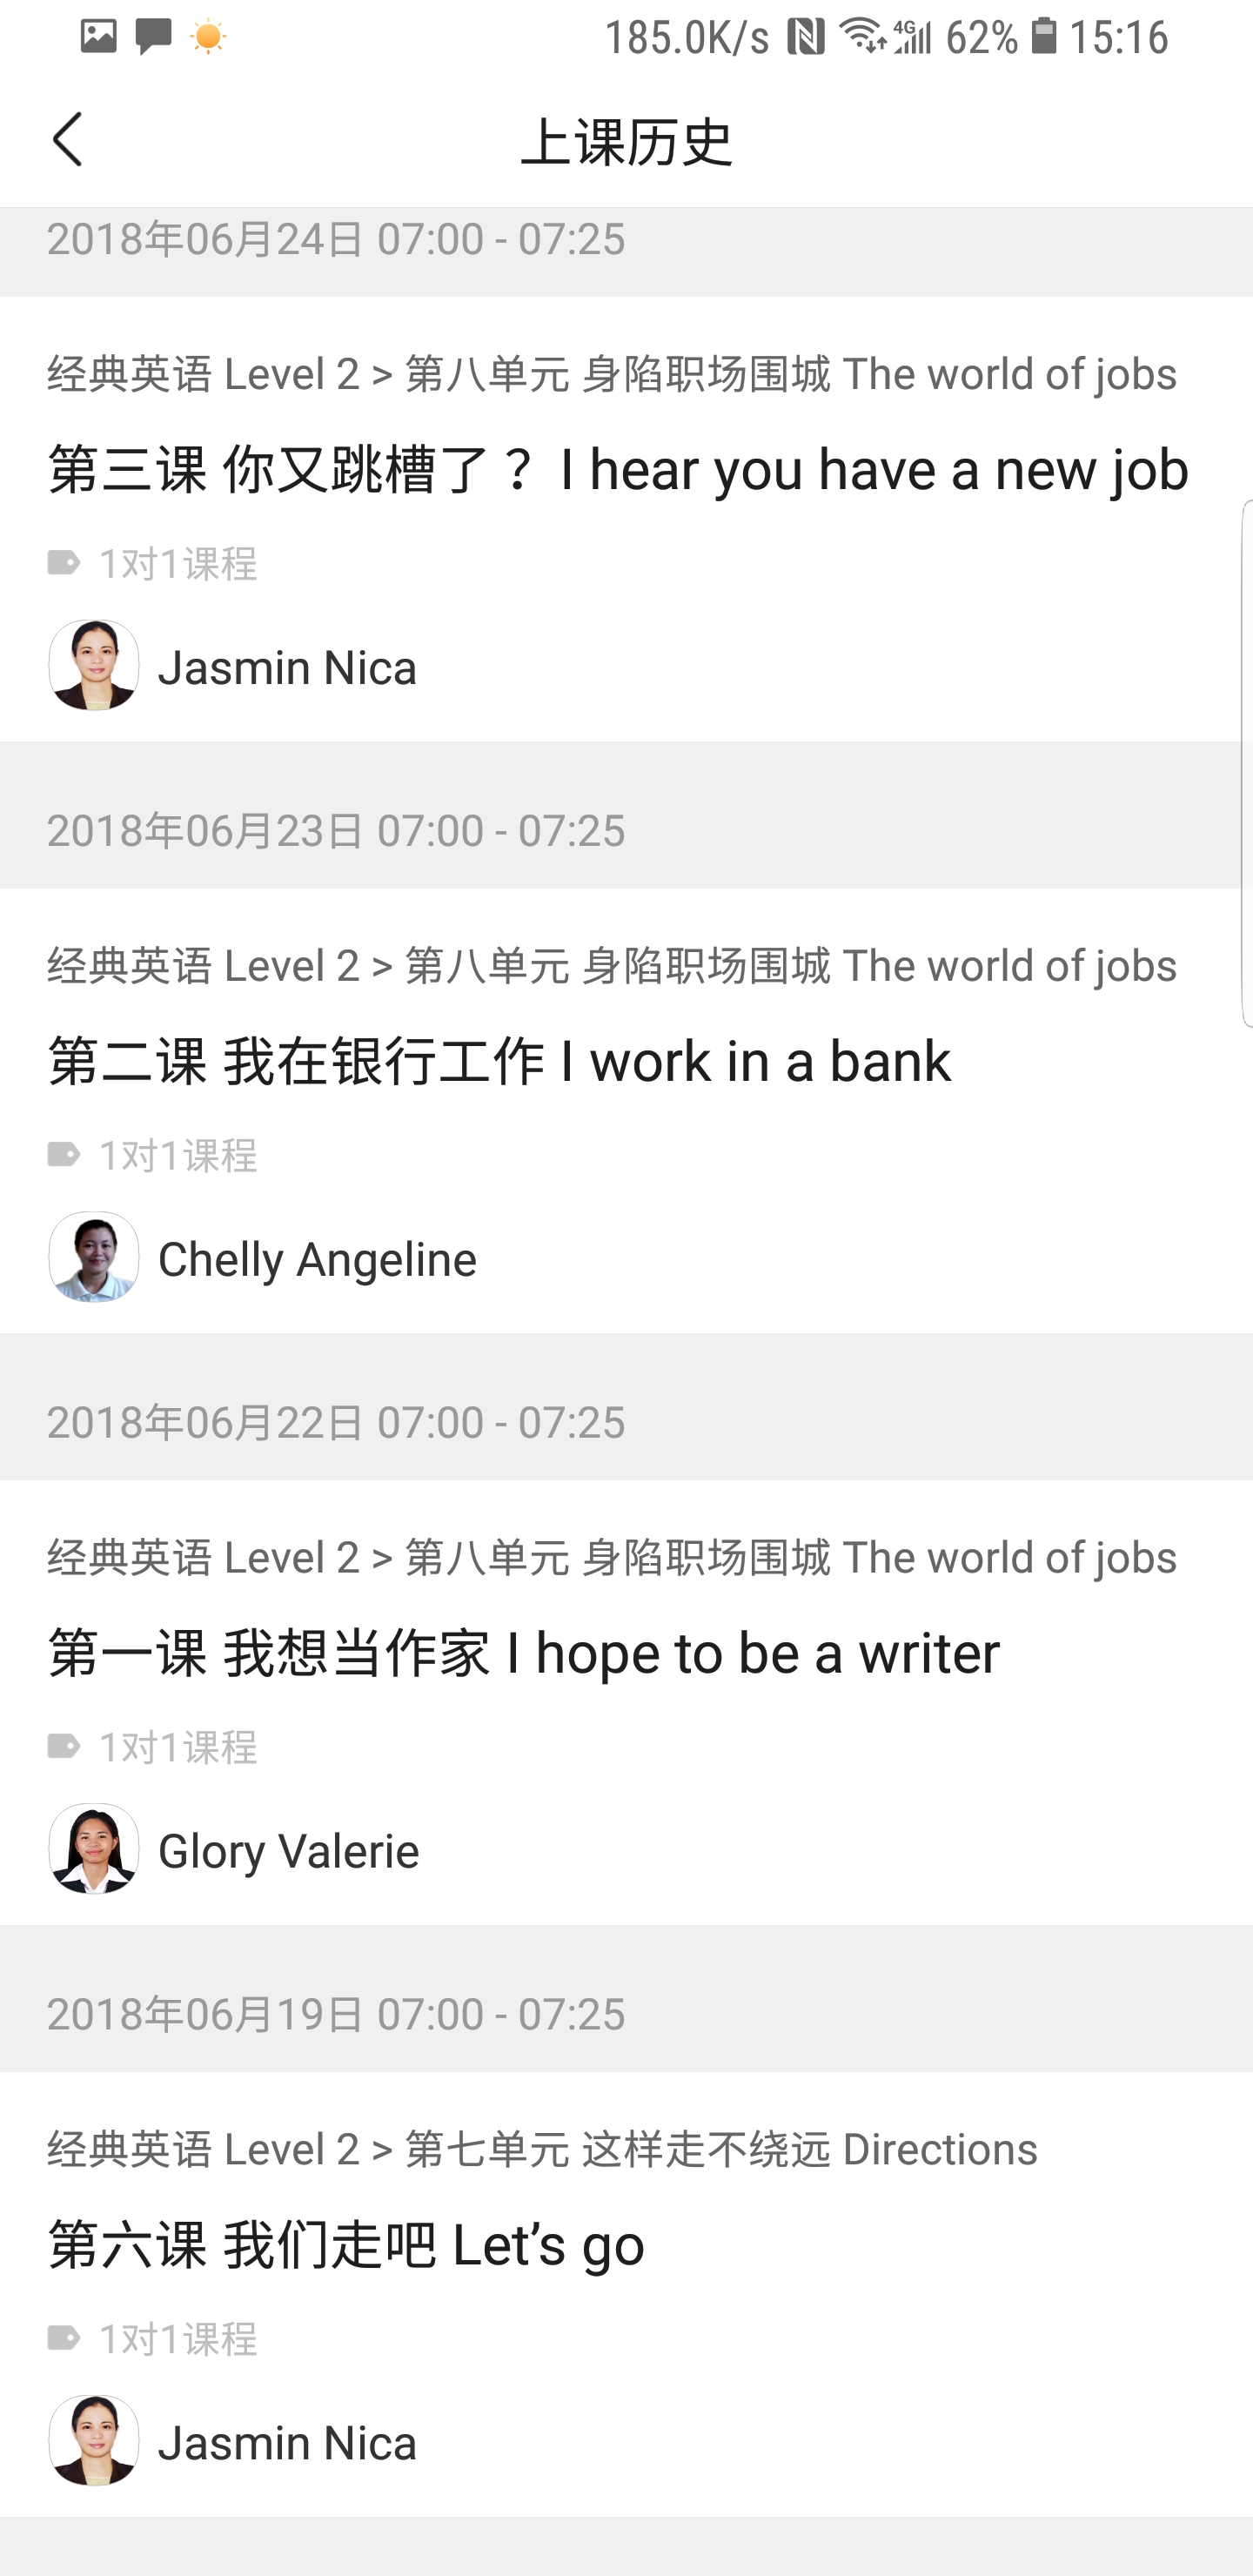 185.0K/s 4G 62% 15:16
上课历史
2018年06月24日 07:00 - 07:25
经典英语 Level 2 > 第八单元 身陷职场围城 The world of jobs
第三课 你又跳槽了？ I hear you have a new job
1对1课程
Jasmin Nica
2018年06月23日 07:00 - 07:25
经典英语 Level 2 > 第八单元 身陷职场围城 The world of jobs
第二课 我在银行工作 I work in a bank
1对1课程
Chelly Angeline
2018年06月22日 07:00 - 07:25
经典英语 Level 2 > 第八单元 身陷职场围城 The world of jobs
第一课 我想当作家 I hope to be a writer
1对1课程
Glory Valerie
2018年06月19日 07:00 - 07:25
经典英语 Level 2 > 第七单元 这样走不绕远 Directions
第六课 我们走吧 Let’s go
1对1课程
Jasmin Nica